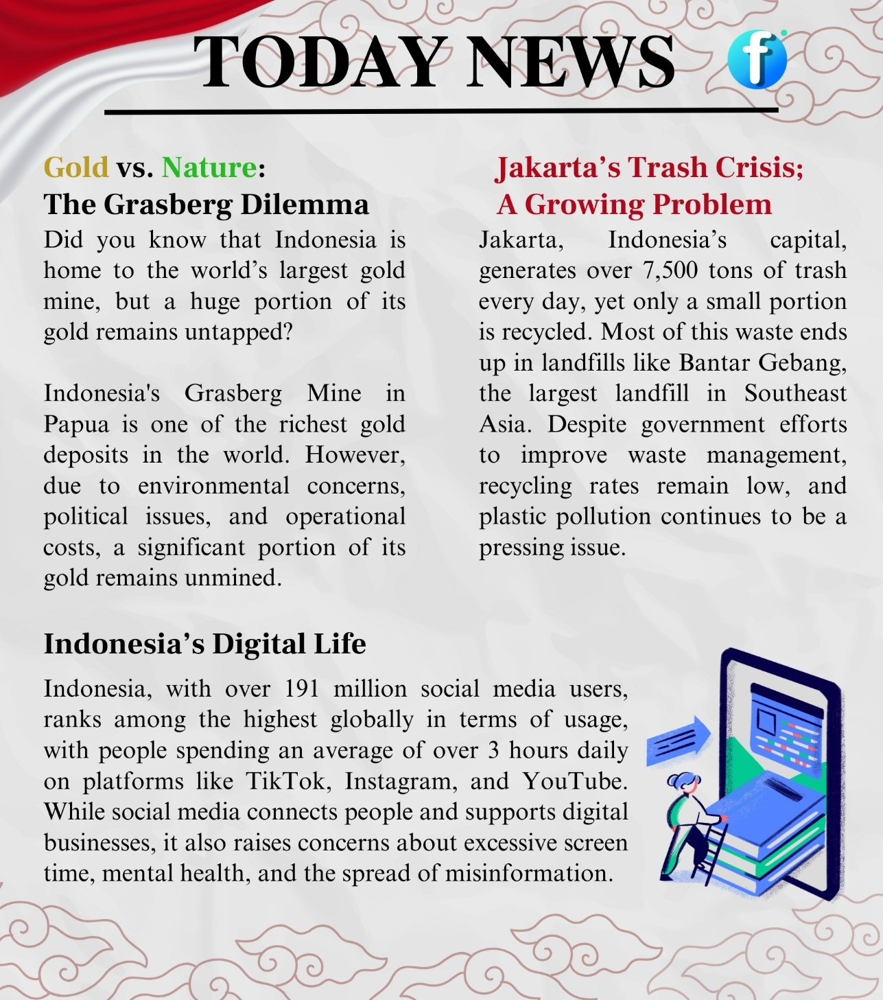 TODAY NEWS
f
Gold vs. Nature:
The Grasberg Dilemma
Did you know that Indonesia is
home to the world’s largest gold
mine, but a huge portion of its
gold remains untapped?
Indonesia's Grasberg Mine in
Papua is one of the richest gold
deposits in the world. However,
due to environmental concerns,
political issues, and operational
costs, a significant portion of its
gold remains unmined.
Jakarta’s Trash Crisis;
A Growing Problem
Jakarta, Indonesia’s capital,
generates over 7,500 tons of trash
every day, yet only a small portion
is recycled. Most of this waste ends
up in landfills like Bantar Gebang,
the largest landfill in Southeast
Asia. Despite government efforts
to improve waste management,
recycling rates remain low, and
plastic pollution continues to be a
pressing issue.
Indonesia’s Digital Life
Indonesia, with over 191 million social media users,
ranks among the highest globally in terms of usage,
with people spending an average of over 3 hours daily
on platforms like TikTok, Instagram, and YouTube.
While social media connects people and supports digital
businesses, it also raises concerns about excessive screen
time, mental health, and the spread of misinformation.